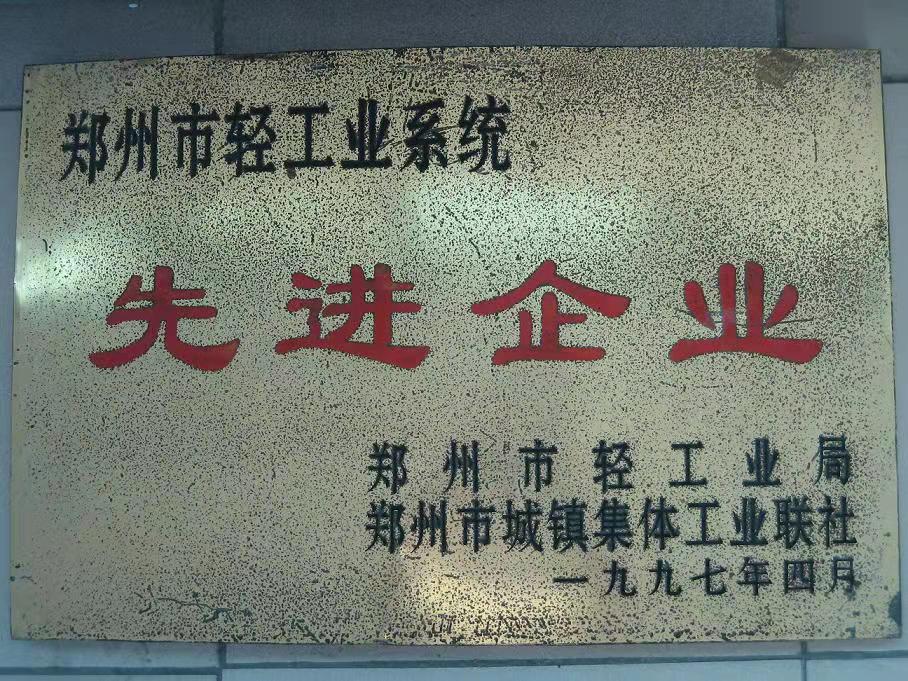 郑州市轻工业系统
先进企业
郑州市轻工业局
郑州市城镇集体工业联社
一九九七年四月